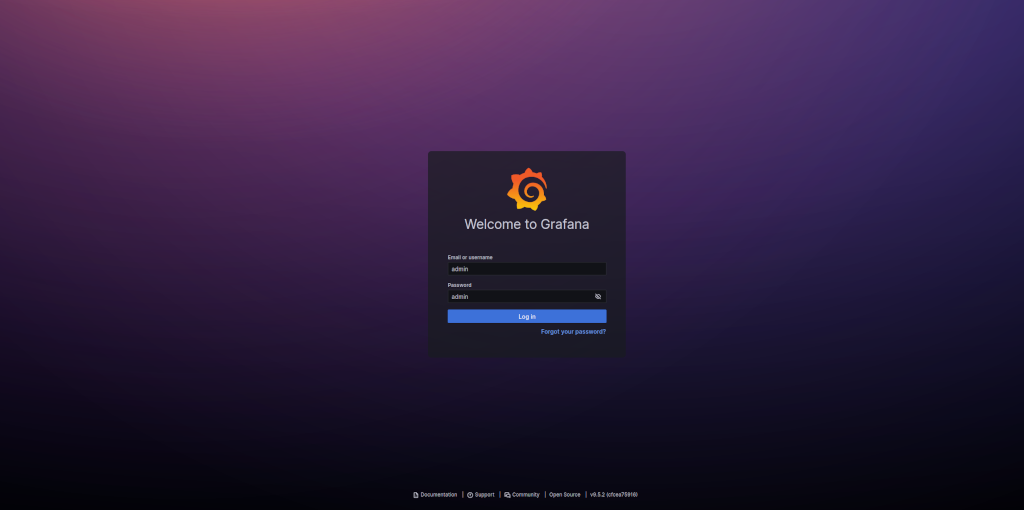 Welcome to Grafana
Email or username
admin
Password
admin
Log in
Forgot your password?
Documentation | Support | Community | Open Source | v9.5.2 (cfcea75916)